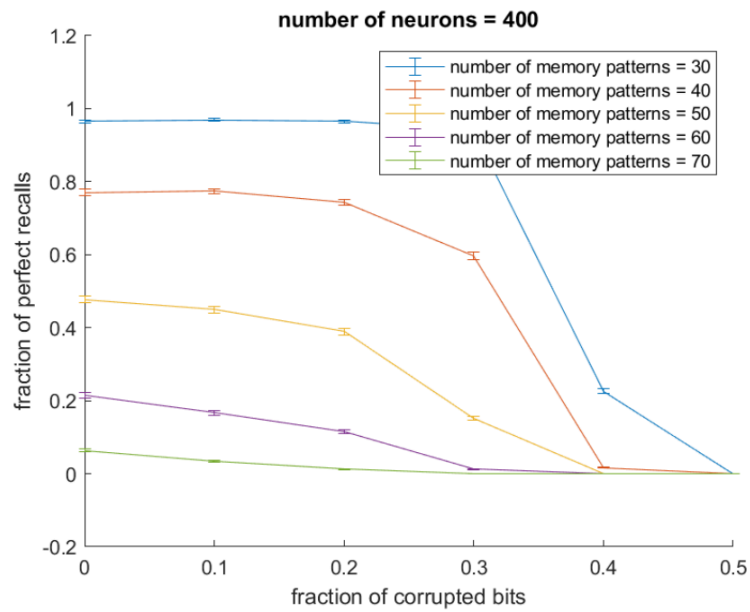 number of neurons = 400
1.2
1
0.8
0.6
0.4
0.2
0
-0.2
fraction of perfect recalls
number of memory patterns = 30
number of memory patterns = 40
number of memory patterns = 50
number of memory patterns = 60
number of memory patterns = 70
0 0.1 0.2 0.3 0.4 0.5
fraction of corrupted bits